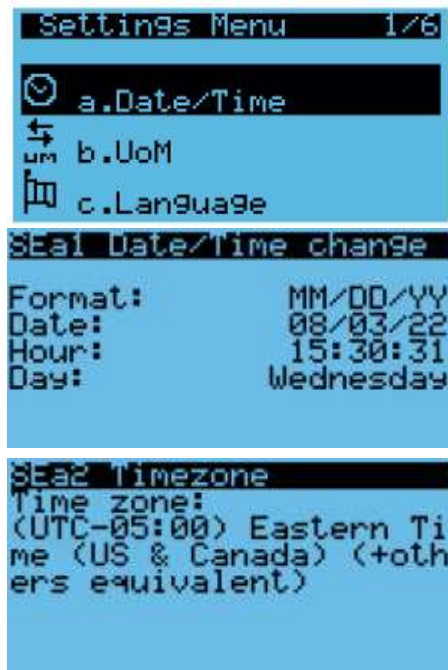 Settings Menu 1/6
a.Date/Time
UM b.UoM
c.Language
SEa1 Date/Time change
Format: MM/DD/YY
Date: 08/03/22
Hour: 15:30:31
Day: Wednesday
SEa2 Timezone
Time zone:
(UTC-05:00) Eastern Ti
me (US & Canada) (+oth
ers equivalent)